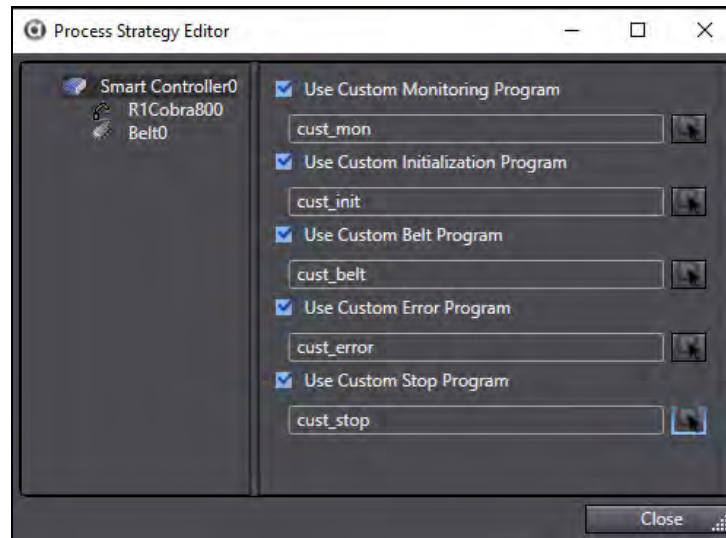 Process Strategy Editor
Smart Controller0
R1Cobra800
Belt0
Use Custom Monitoring Program
cust_mon
Use Custom Initialization Program
cust_init
Use Custom Belt Program
cust_belt
Use Custom Error Program
cust_error
Use Custom Stop Program
cust_stop
Close